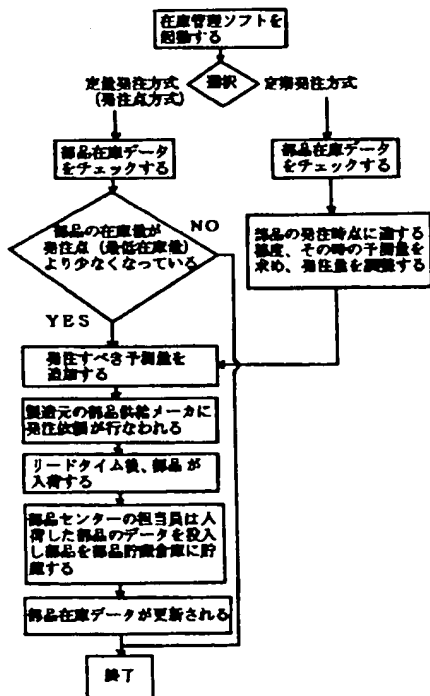 在庫管理ソフトを
起動する
選択
定量発注方式
(発注点方式)
定期発注方式
部品在庫データ
をチェックする
部品在庫データ
をチェックする
部品の在庫量が
発注点(最低在庫量)
より少なくなっている
NO
YES
部品の発注時点に達する
都度、その時の予測量を
求め、発注量を調整する
発注すべき予測量を
追加する
製造元の部品供給メーカに
発注依頼が行なわれる
リードタイム後、部品が
入荷する
部品センターの担当員は入
荷した部品のデータを投入
し部品を部品貯蔵倉庫に貯
蔵する
部品在庫データが更新される
終了